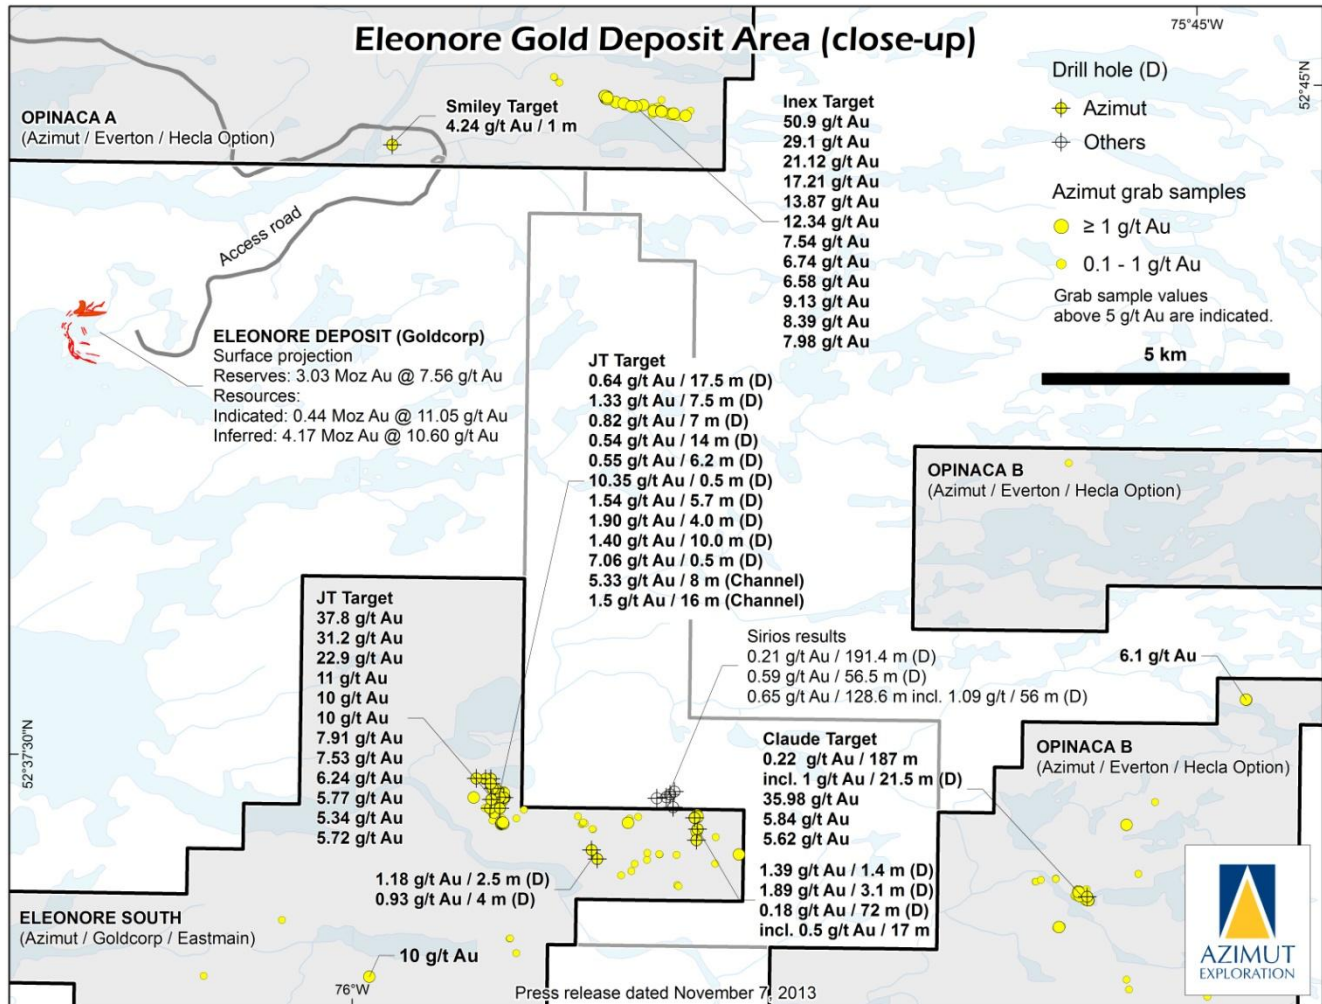 Eleonore Gold Deposit Area (close-up)
75°45'W
52°45'N
OPINACA A
(Azimut / Everton / Hecla Option)
Smiley Target
4.24 g/t Au / 1 m
Inex Target
50.9 g/t Au
29.1 g/t Au
21.12 g/t Au
17.21 g/t Au
13.87 g/t Au
12.34 g/t Au
7.54 g/t Au
6.74 g/t Au
6.58 g/t Au
9.13 g/t Au
8.39 g/t Au
7.98 g/t Au
Drill hole (D)
Azimut
Others
Azimut grab samples
≥ 1 g/t Au
0.1 - 1 g/t Au
Grab sample values
above 5 g/t Au are indicated.
5 km
Access road
ELEONORE DEPOSIT (Goldcorp)
Surface projection
Reserves: 3.03 Moz Au @ 7.56 g/t Au
Resources:
Indicated: 0.44 Moz Au @ 11.05 g/t Au
Inferred: 4.17 Moz Au @ 10.60 g/t Au
JT Target
0.64 g/t Au / 17.5 m (D)
1.33 g/t Au / 7.5 m (D)
0.82 g/t Au / 7 m (D)
0.54 g/t Au / 14 m (D)
0.55 g/t Au / 6.2 m (D)
10.35 g/t Au / 0.5 m (D)
1.54 g/t Au / 5.7 m (D)
1.90 g/t Au / 4.0 m (D)
1.40 g/t Au / 10.0 m (D)
7.06 g/t Au / 0.5 m (D)
5.33 g/t Au / 8 m (Channel)
1.5 g/t Au / 16 m (Channel)
OPINACA B
(Azimut / Everton / Hecla Option)
JT Target
37.8 g/t Au
31.2 g/t Au
22.9 g/t Au
11 g/t Au
10 g/t Au
10 g/t Au
7.91 g/t Au
7.53 g/t Au
6.24 g/t Au
5.77 g/t Au
5.34 g/t Au
5.72 g/t Au
Sirios results
0.21 g/t Au / 191.4 m (D)
0.59 g/t Au / 56.5 m (D)
0.65 g/t Au / 128.6 m incl. 1.09 g/t / 56 m (D)
6.1 g/t Au
52°37'30"N
Claude Target
0.22 g/t Au / 187 m
incl. 1 g/t Au / 21.5 m (D)
35.98 g/t Au
5.84 g/t Au
5.62 g/t Au
OPINACA B
(Azimut / Everton / Hecla Option)
1.18 g/t Au / 2.5 m (D)
0.93 g/t Au / 4 m (D)
1.39 g/t Au / 1.4 m (D)
1.89 g/t Au / 3.1 m (D)
0.18 g/t Au / 72 m (D)
incl. 0.5 g/t Au / 17 m
ELEONORE SOUTH
(Azimut / Goldcorp / Eastmain)
10 g/t Au
76°W
Press release dated November 7, 2013
AZIMUT
EXPLORATION